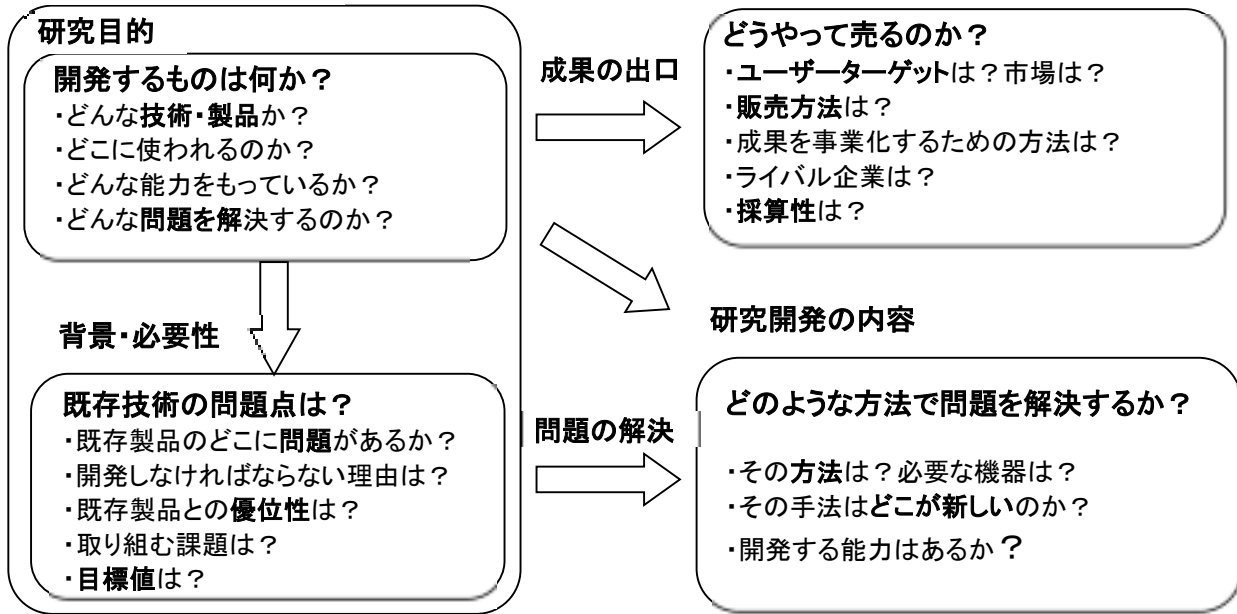 研究目的
開発するものは何か?
・どんな技術・製品か?
・どこに使われるのか?
・どんな能力をもっているか?
・どんな問題を解決するのか?
背景・必要性
既存技術の問題点は?
・既存製品のどこに問題があるか?
・開発しなければならない理由は?
・既存製品との優位性は?
・取り組む課題は?
・目標値は?
成果の出口
どうやって売るのか?
・ユーザーターゲットは?市場は?
・販売方法は?
・成果を事業化するための方法は?
・ライバル企業は?
・採算性は?
研究開発の内容
問題の解決
どのような方法で問題を解決するか?
・その方法は?必要な機器は?
・その手法はどこが新しいのか?
・開発する能力はあるか?